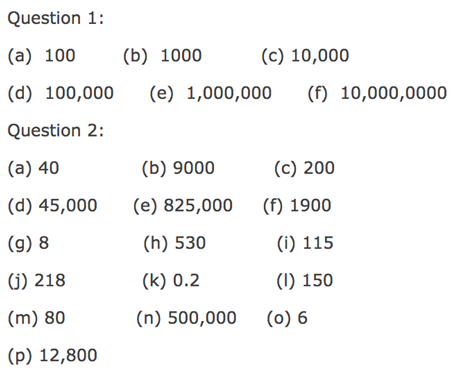 Question 1:
(a) 100 (b) 1000 (c) 10,000
(d) 100,000 (e) 1,000,000 (f) 10,000,0000
Question 2:
(a) 40 (b) 9000 (c) 200
(d) 45,000 (e) 825,000 (f) 1900
(g) 8 (h) 530 (i) 115
(j) 218 (k) 0.2 (l) 150
(m) 80 (n) 500,000 (o) 6
(p) 12,800